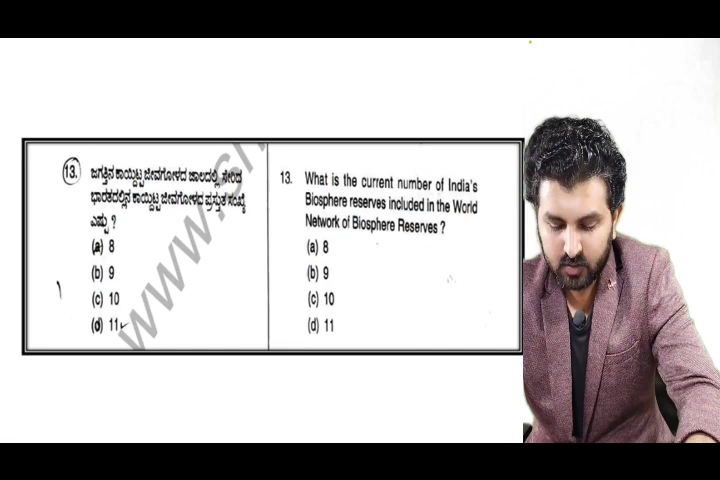 13. ಜಗತ್ತಿನ ಕಾಯ್ದಿಟ್ಟ ಜೀವಗೋಳದ ಜಾಲದಲ್ಲಿ ಸೇರಿದ
ಭಾರತದಲ್ಲಿನ ಕಾಯ್ದಿಟ್ಟ ಜೀವಗೋಳದ ಪ್ರಸ್ತುತ ಸಂಖ್ಯೆ
ಎಷ್ಟು ?
(a) 8
(b) 9
(c) 10
(d) 11
13. What is the current number of India's
Biosphere reserves included in the World
Network of Biosphere Reserves ?
(a) 8
(b) 9
(c) 10
(d) 11
www.s